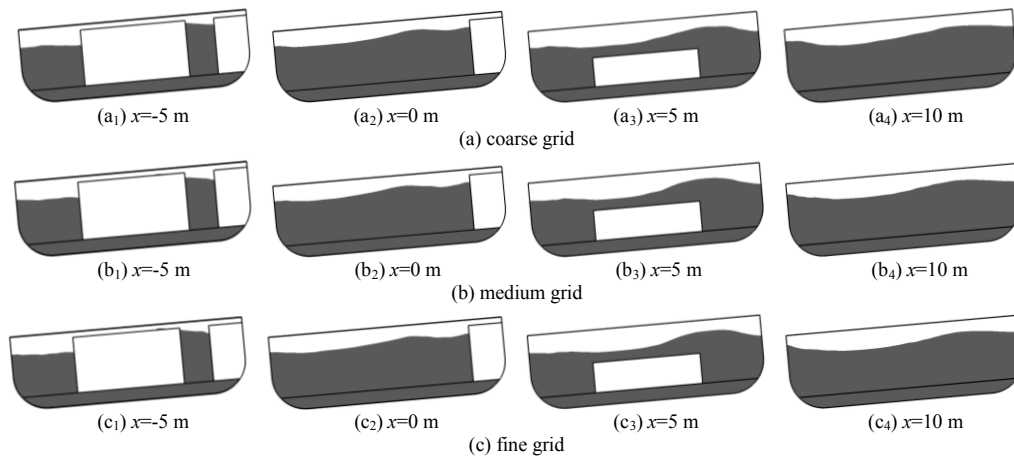 (a₁) x=-5 m (a₂) x=0 m (a₃) x=5 m (a₄) x=10 m
(a) coarse grid
(b₁) x=-5 m (b₂) x=0 m (b₃) x=5 m (b₄) x=10 m
(b) medium grid
(c₁) x=-5 m (c₂) x=0 m (c₃) x=5 m (c₄) x=10 m
(c) fine grid